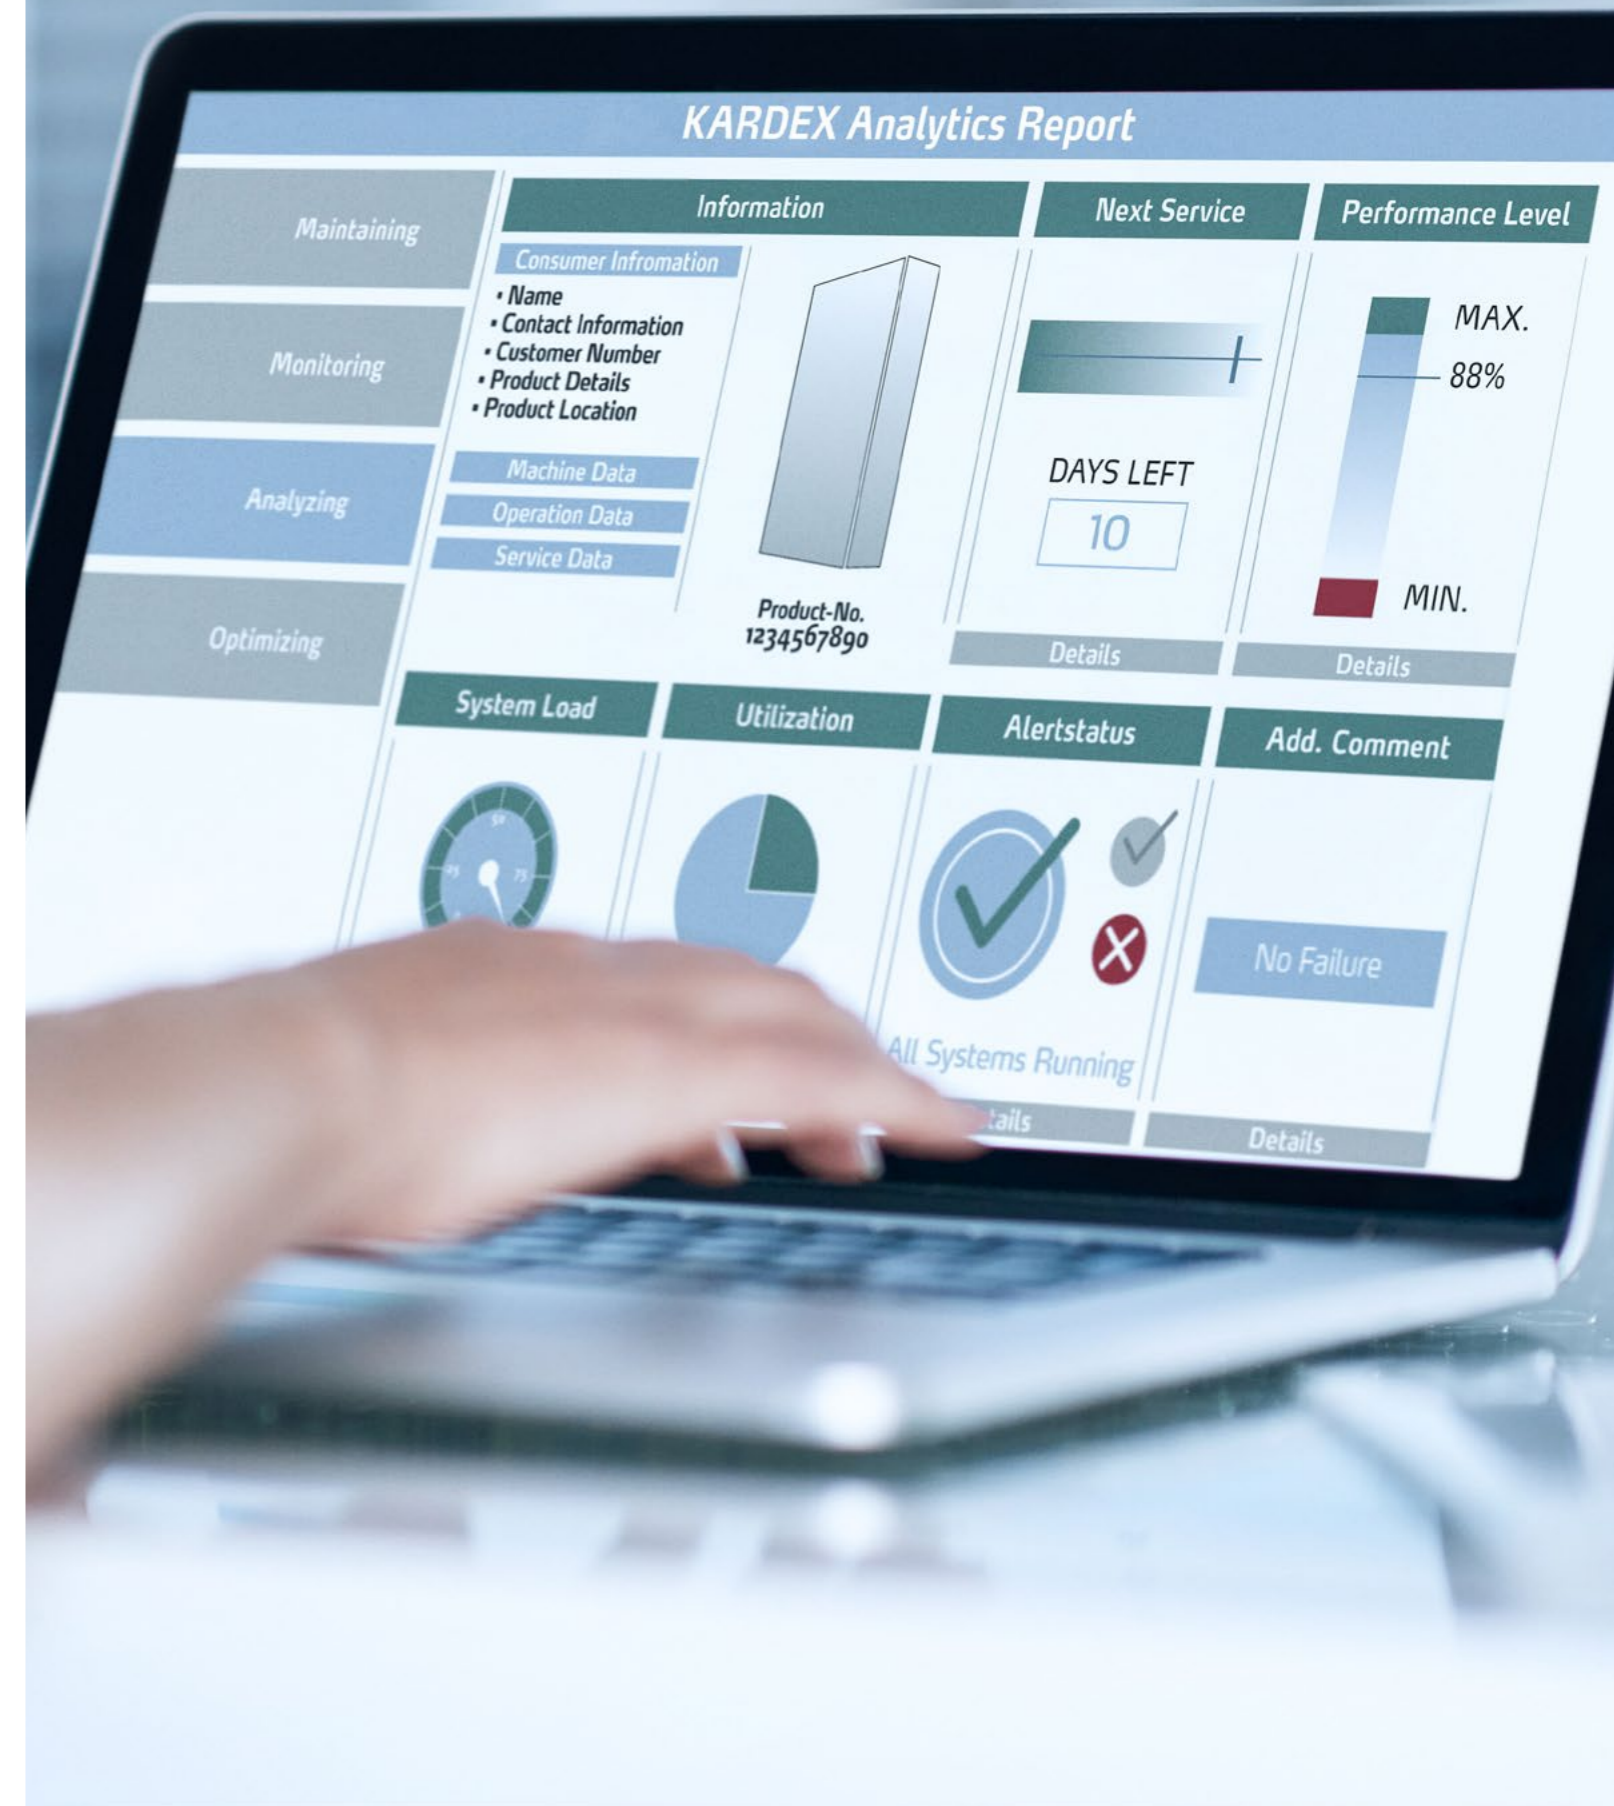 KARDEX Analytics Report
Maintaining
Monitoring
Analyzing
Optimizing
Information
Consumer Infromation
• Name
• Contact Information
• Customer Number
• Product Details
• Product Location
Machine Data
Operation Data
Service Data
Product-No.
1234567890
Next Service
DAYS LEFT
10
Details
Performance Level
MAX.
88%
MIN.
Details
System Load
50
75
Utilization
Alertstatus
All Systems Running
Add. Comment
No Failure
Details